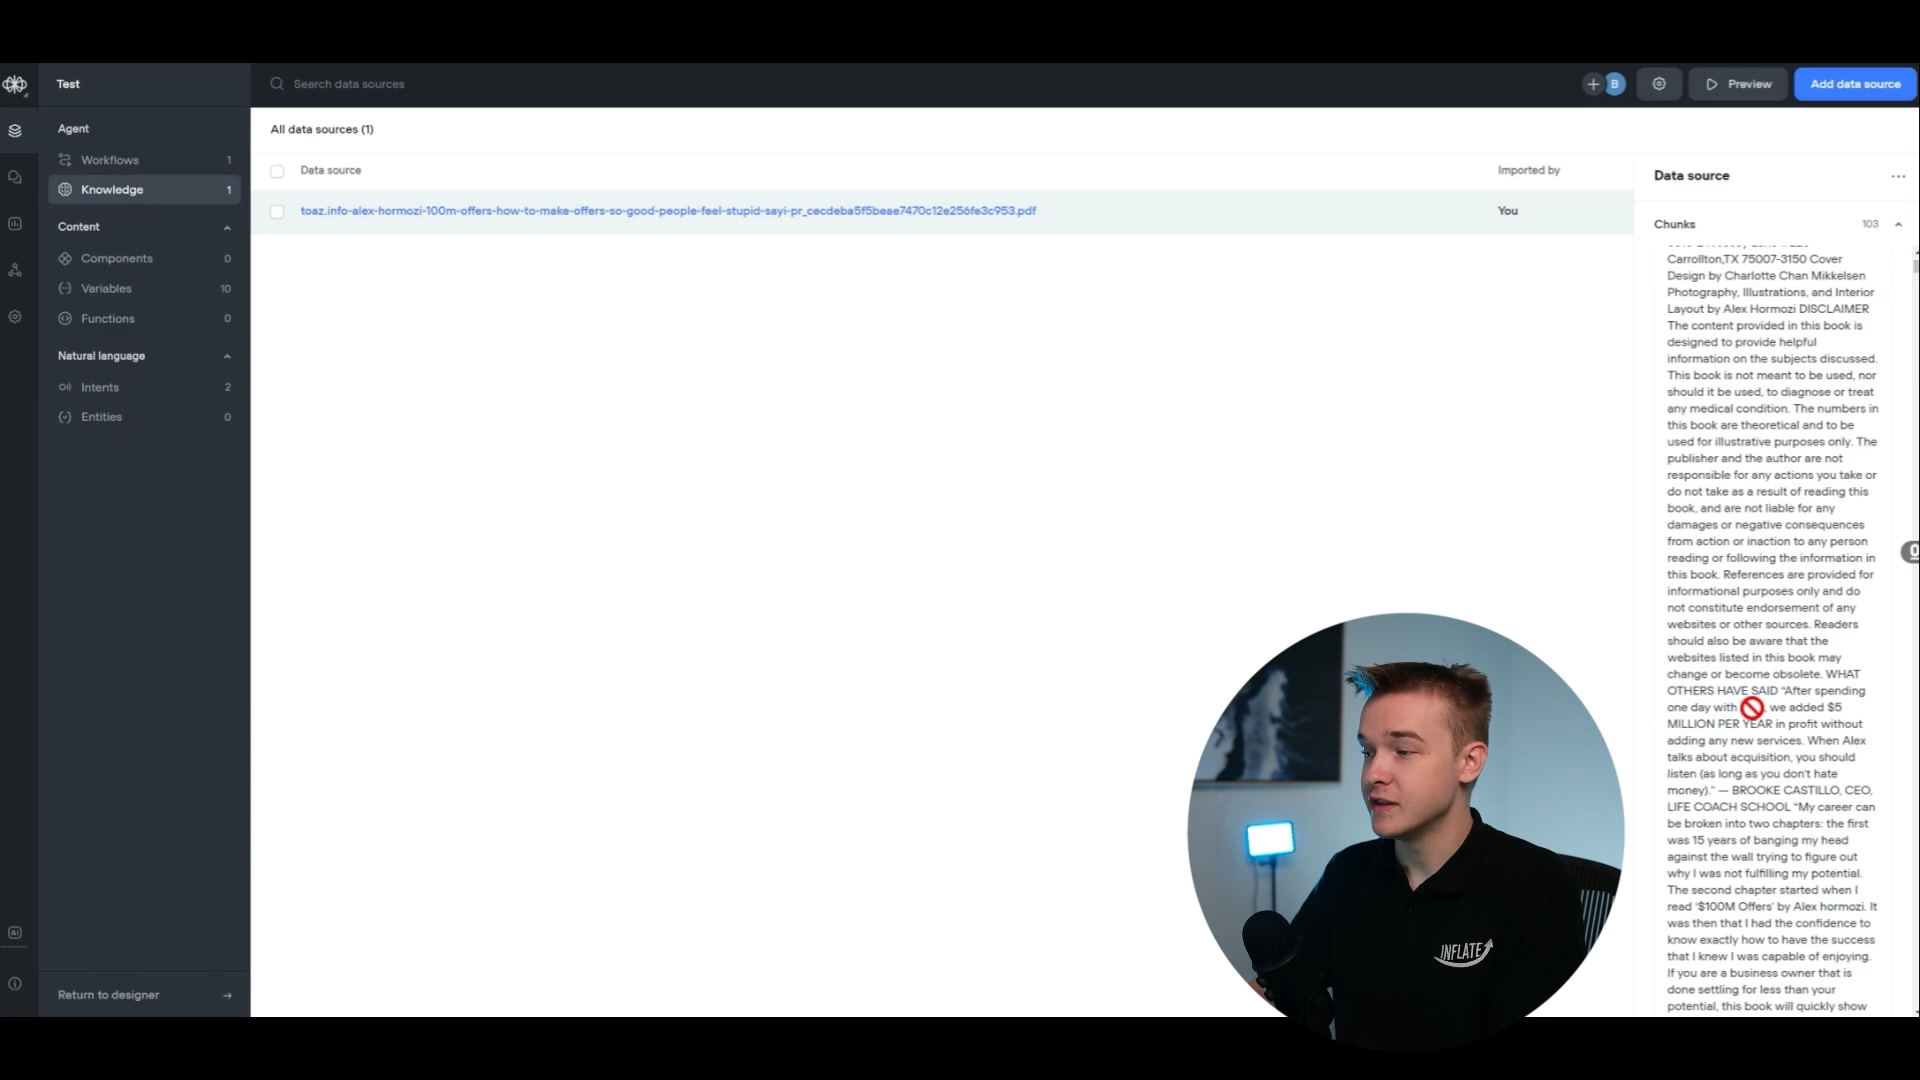 Test
Search data sources
B
Preview
Add data source
Agent
Workflows 1
Knowledge 1
Content
Components 0
Variables 10
Functions 0
Natural language
Intents 2
Entities 0
AI
Return to designer
All data sources (1)
Data source
Imported by
toaz.info-alex-hormozi-100m-offers-how-to-make-offers-so-good-people-feel-stupid-sayi-pr_cecdeba5f5beae7470c12e256fe3c953.pdf
You
Data source
Chunks 103
Carrollton,TX 75007-3150 Cover
Design by Charlotte Chan Mikkelsen
Photography, Illustrations, and Interior
Layout by Alex Hormozi DISCLAIMER
The content provided in this book is
designed to provide helpful
information on the subjects discussed.
This book is not meant to be used, nor
should it be used, to diagnose or treat
any medical condition. The numbers in
this book are theoretical and to be
used for illustrative purposes only. The
publisher and the author are not
responsible for any actions you take or
do not take as a result of reading this
book, and are not liable for any
damages or negative consequences
from action or inaction to any person
reading or following the information in
this book. References are provided for
informational purposes only and do
not constitute endorsement of any
websites or other sources. Readers
should also be aware that the
websites listed in this book may
change or become obsolete. WHAT
OTHERS HAVE SAID “After spending
one day with , we added $5
MILLION PER YEAR in profit without
adding any new services. When Alex
talks about acquisition, you should
listen (as long as you don't hate
money).” — BROOKE CASTILLO, CEO,
LIFE COACH SCHOOL “My career can
be broken into two chapters: the first
was 15 years of banging my head
against the wall trying to figure out
why I was not fulfilling my potential.
The second chapter started when I
read ‘$100M Offers’ by Alex hormozi. It
was then that I had the confidence to
know exactly how to have the success
that I knew I was capable of enjoying.
If you are a business owner that is
done settling for less than your
potential, this book will quickly show
INFLATE